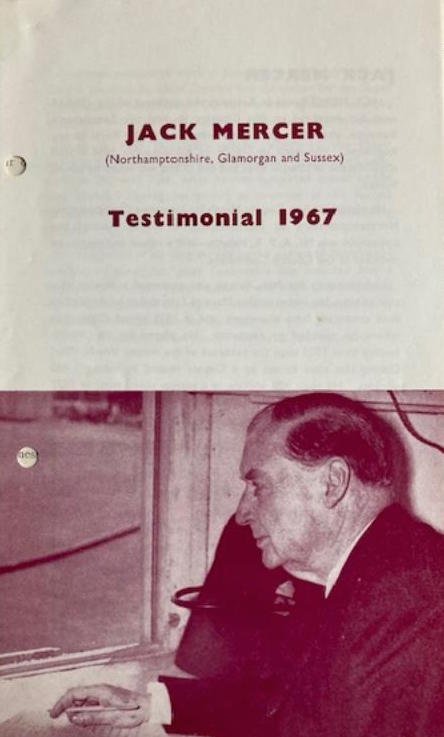 JACK MERCER
(Northamptonshire, Glamorgan and Sussex)
Testimonial 1967